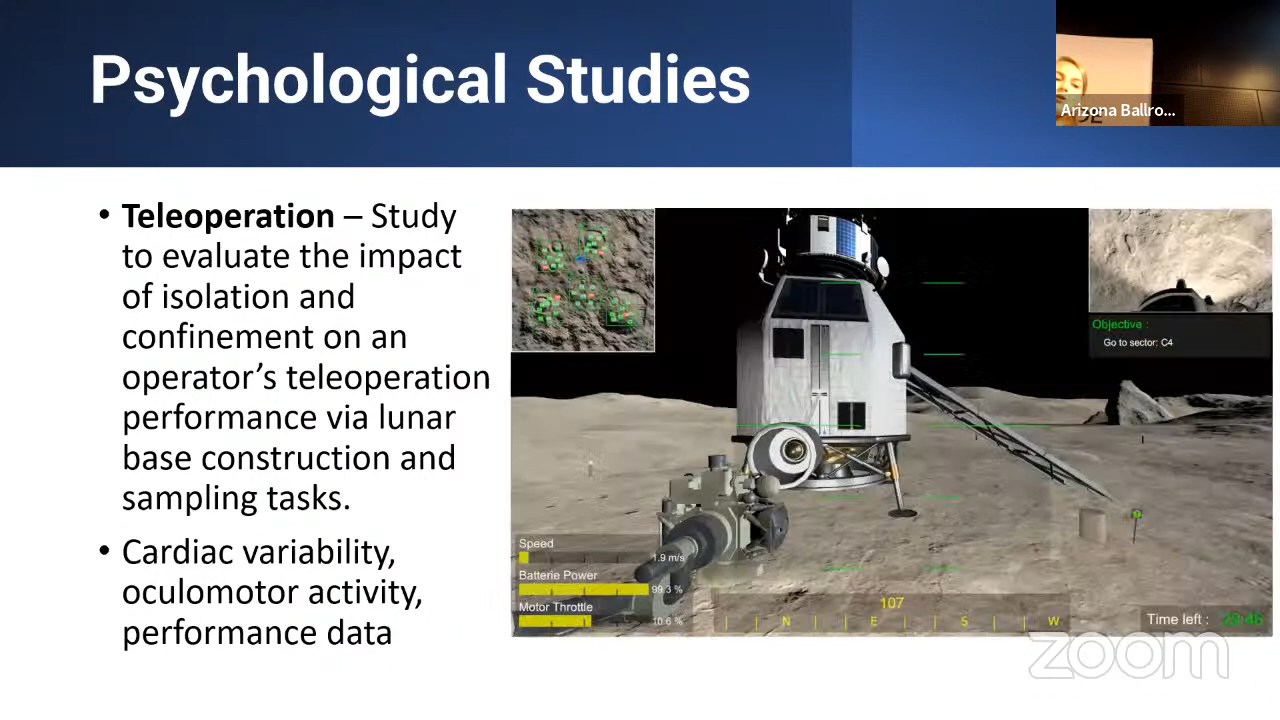 Psychological Studies
Arizona Ballro...
• Teleoperation – Study
to evaluate the impact
of isolation and
confinement on an
operator’s teleoperation
performance via lunar
base construction and
sampling tasks.
• Cardiac variability,
oculomotor activity,
performance data
Objective :
Go to sector: C4
Speed
1.9 m/s
Batterie Power
99.3 %
Motor Throttle
10.6 %
107
N E S W
Time left : 29:46
zoom